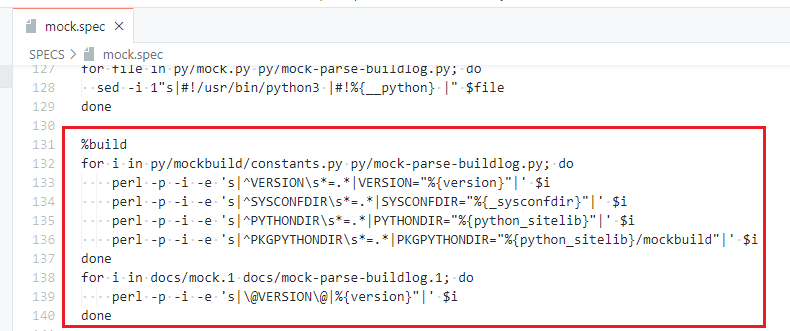 mock.spec ×
SPECS > mock.spec
127 for file in py/mock.py py/mock-parse-buildlog.py; do
128 sed -i 1"s|#!/usr/bin/python3 |#!%{__python} |" $file
129 done
130
131 %build
132 for i in py/mockbuild/constants.py py/mock-parse-buildlog.py; do
133 perl -p -i -e 's|^VERSION\s*=.*|VERSION="%{version}"|' $i
134 perl -p -i -e 's|^SYSCONFDIR\s*=.*|SYSCONFDIR="%{_sysconfdir}"|' $i
135 perl -p -i -e 's|^PYTHONDIR\s*=.*|PYTHONDIR="%{python_sitelib}"|' $i
136 perl -p -i -e 's|^PKGPYTHONDIR\s*=.*|PKGPYTHONDIR="%{python_sitelib}/mockbuild"|' $i
137 done
138 for i in docs/mock.1 docs/mock-parse-buildlog.1; do
139 perl -p -i -e 's|\@VERSION\@|%{version}"|' $i
140 done